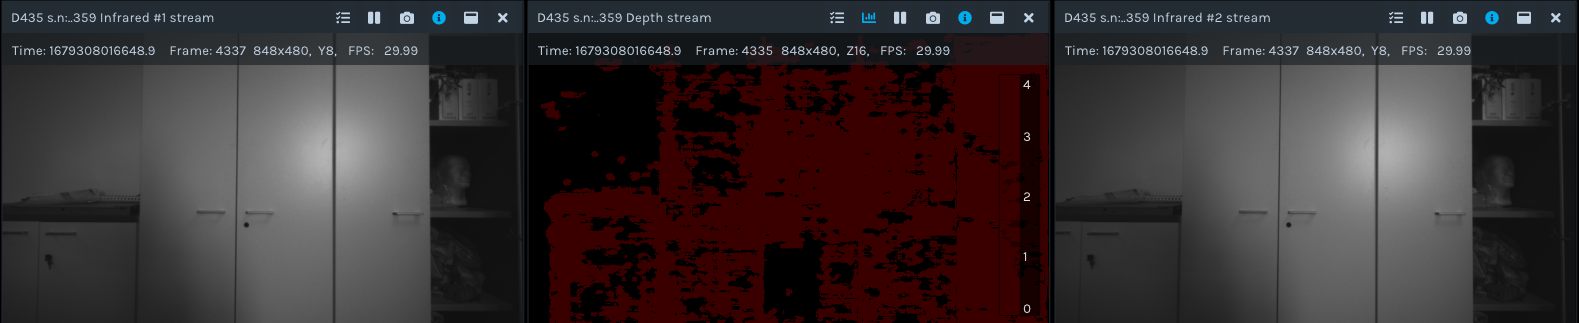 D435 s.n:..359 Infrared #1 stream
Time: 1679308016648.9 Frame: 4337 848x480, Y8, FPS: 29.99
D435 s.n:..359 Depth stream
Time: 1679308016648.9 Frame: 4335 848x480, Z16, FPS: 29.99
4
3
2
1
0
D435 s.n:..359 Infrared #2 stream
Time: 1679308016648.9 Frame: 4337 848x480, Y8, FPS: 29.99